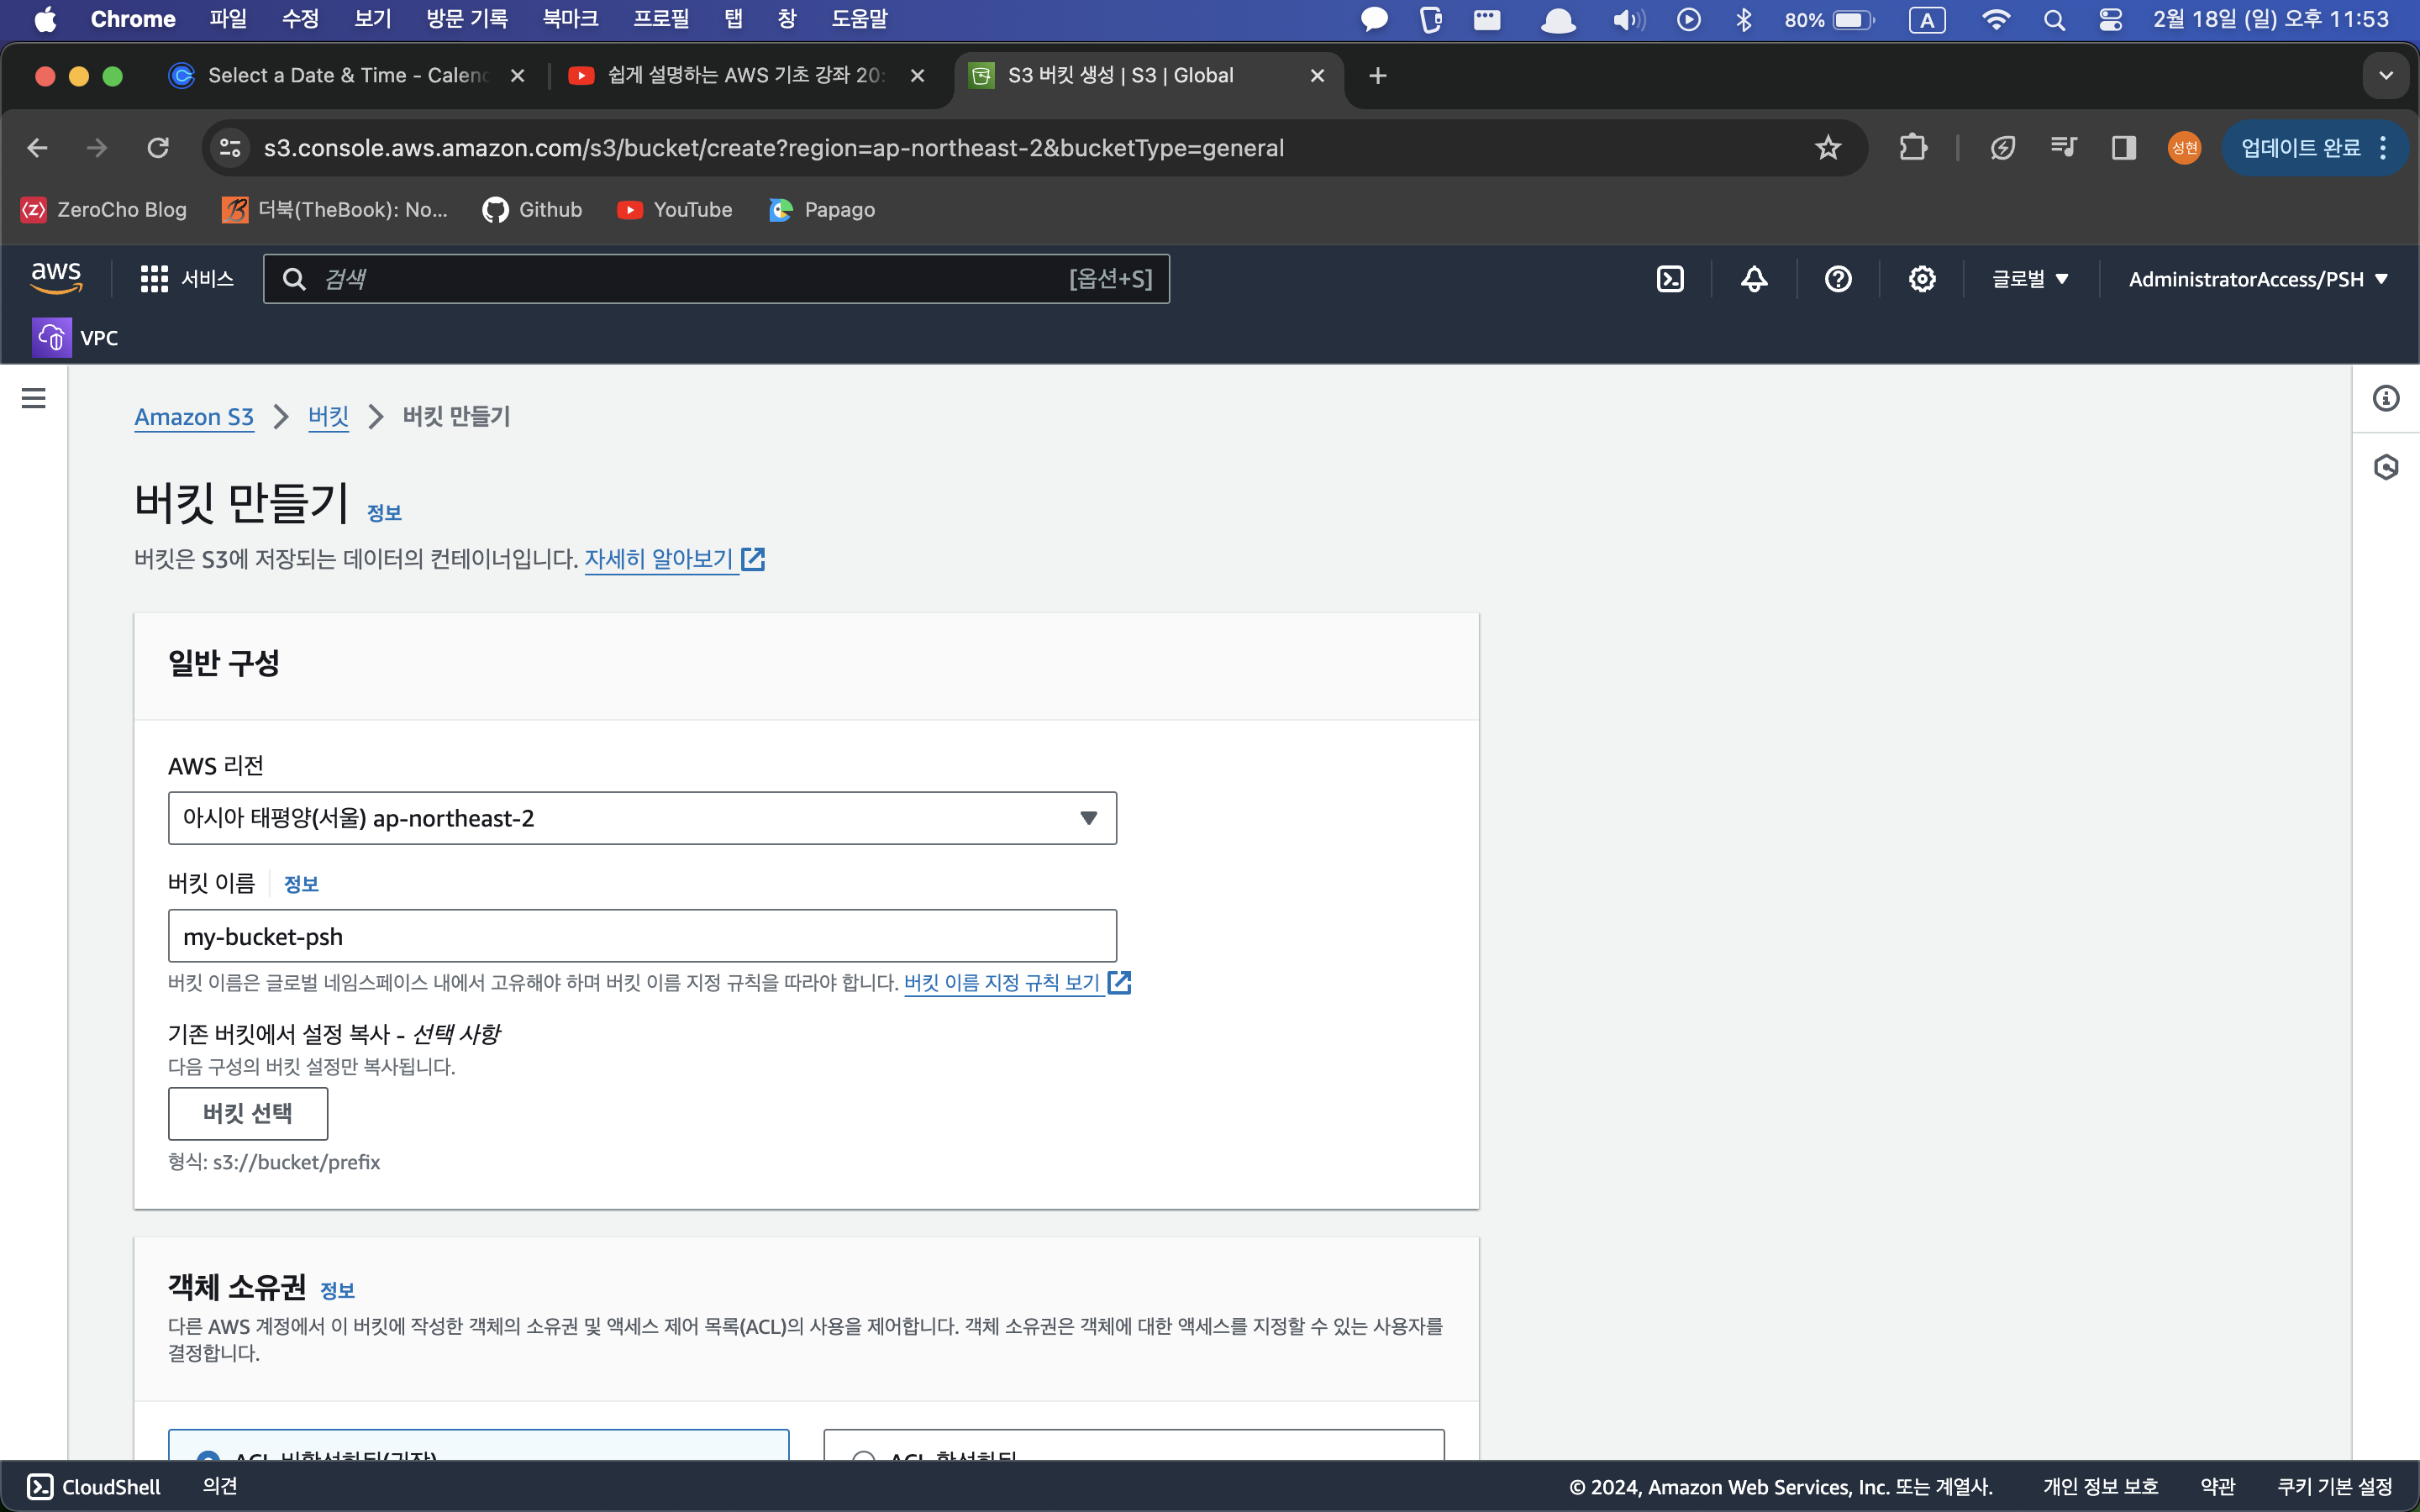 Chrome 파일 수정 보기 방문 기록 북마크 프로필 탭 창 도움말 80% A 2월 18일 (일) 오후 11:53
Select a Date & Time - Calen 쉽게 설명하는 AWS 기초 강좌 20: S3 버킷 생성 | S3 | Global
s3.console.aws.amazon.com/s3/bucket/create?region=ap-northeast-2&bucketType=general 성현 업데이트 완료
ZeroCho Blog 더북(TheBook): No... Github YouTube Papago
aws 서비스 검색 [옵션+S] 글로벌 AdministratorAccess/PSH
VPC
Amazon S3 버킷 버킷 만들기
버킷 만들기 정보
버킷은 S3에 저장되는 데이터의 컨테이너입니다. 자세히 알아보기
일반 구성
AWS 리전
아시아 태평양(서울) ap-northeast-2
버킷 이름 정보
my-bucket-psh
버킷 이름은 글로벌 네임스페이스 내에서 고유해야 하며 버킷 이름 지정 규칙을 따라야 합니다. 버킷 이름 지정 규칙 보기
기존 버킷에서 설정 복사 - 선택 사항
다음 구성의 버킷 설정만 복사됩니다.
버킷 선택
형식: s3://bucket/prefix
객체 소유권 정보
다른 AWS 계정에서 이 버킷에 작성한 객체의 소유권 및 액세스 제어 목록(ACL)의 사용을 제어합니다. 객체 소유권은 객체에 대한 액세스를 지정할 수 있는 사용자를
결정합니다.
ACL 비활성화됨(권장) ACL 활성화됨
CloudShell 의견 © 2024, Amazon Web Services, Inc. 또는 계열사. 개인 정보 보호 약관 쿠키 기본 설정